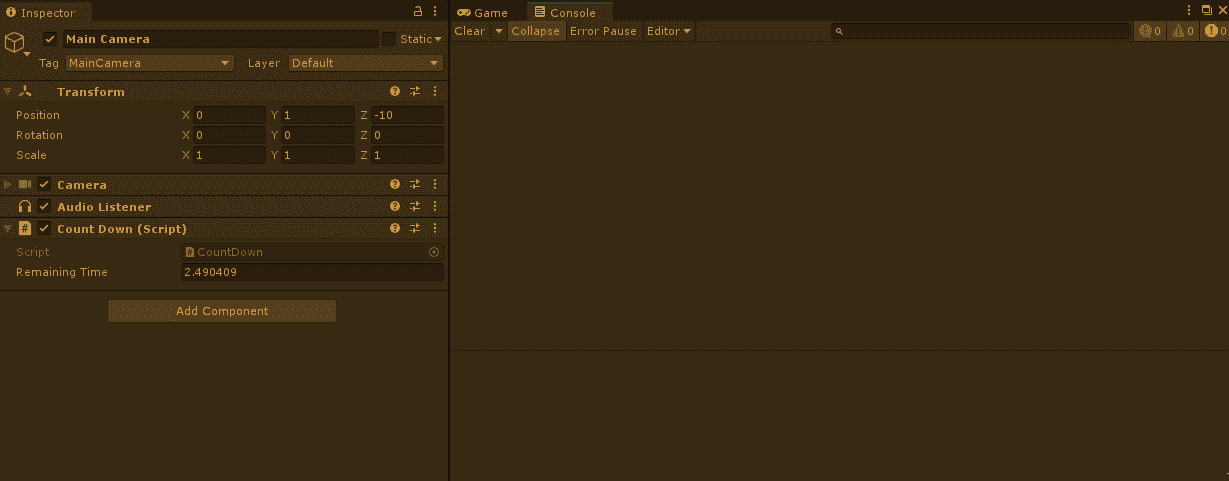 Inspector
Main Camera
Static
Tag MainCamera Layer Default
Transform
Position X 0 Y 1 Z -10
Rotation X 0 Y 0 Z 0
Scale X 1 Y 1 Z 1
Camera
Audio Listener
# Count Down (Script)
Script # CountDown
Remaining Time 2.490409
Add Component
Game Console
Clear Collapse Error Pause Editor 0 0 0